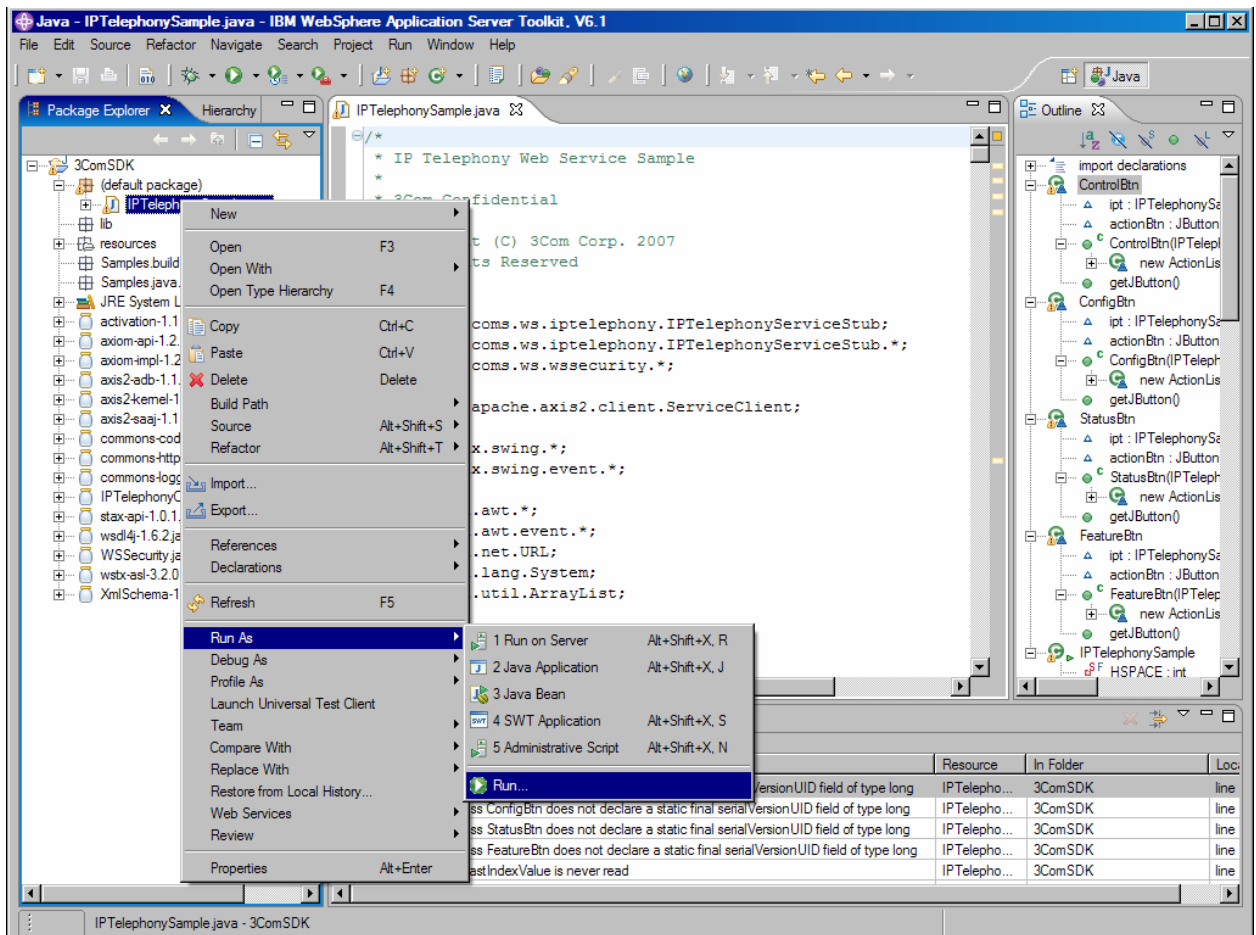 Java - IPTelephonySample.java - IBM WebSphere Application Server Toolkit, V6.1
File Edit Source Refactor Navigate Search Project Run Window Help
Java
Package Explorer
Hierarchy
3ComSDK
(default package)
IPTeleph
lib
resources
Samples.build
Samples.java.
JRE System L
activation-1.1
axiom-api-1.2.
axiom-impl-1.2
axis2-adb-1.1.
axis2-kernel-1
axis2-saaj-1.1
commons-cod
commons-http
commons-logg
IPTelephonyC
stax-api-1.0.1.
wsdl4j-1.6.2.ja
WSSecurity.ja
wstx-asl-3.2.0
XmlSchema-1
New
Open F3
Open With
Open Type Hierarchy F4
Copy Ctrl+C
Paste Ctrl+V
Delete Delete
Build Path
Source Alt+Shift+S
Refactor Alt+Shift+T
Import...
Export...
References
Declarations
Refresh F5
Run As
Debug As
Profile As
Launch Universal Test Client
Team
Compare With
Replace With
Restore from Local History...
Web Services
Review
Properties Alt+Enter
1 Run on Server Alt+Shift+X, R
2 Java Application Alt+Shift+X, J
3 Java Bean
4 SWT Application Alt+Shift+X, S
5 Administrative Script Alt+Shift+X, N
Run...
IPTelephonySample.java
/*
* IP Telephony Web Service Sample
*
* 3Com Confidential
t (C) 3Com Corp. 2007
ts Reserved
coms.ws.iptelephony.IPTelephonyServiceStub;
coms.ws.iptelephony.IPTelephonyServiceStub.*;
coms.ws.wssecurity.*;
apache.axis2.client.ServiceClient;
x.swing.*;
x.swing.event.*;
.awt.*;
.awt.event.*;
.net.URL;
.lang.System;
.util.ArrayList;
Outline
import declarations
ControlBtn
ipt : IPTelephonySa
actionBtn : JButton
ControlBtn(IPTelepl
new ActionLis
getJButton()
ConfigBtn
ipt : IPTelephonySa
actionBtn : JButton
ConfigBtn(IPTeleph
new ActionLis
getJButton()
StatusBtn
ipt : IPTelephonySa
actionBtn : JButton
StatusBtn(IPTeleph
new ActionLis
getJButton()
FeatureBtn
ipt : IPTelephonySa
actionBtn : JButton
FeatureBtn(IPTelep
new ActionLis
getJButton()
IPTelephonySample
HSPACE : int
Resource In Folder Loca
VersionUID field of type long IPTelepho... 3ComSDK line
ss ConfigBtn does not declare a static final serialVersionUID field of type long IPTelepho... 3ComSDK line
ss StatusBtn does not declare a static final serialVersionUID field of type long IPTelepho... 3ComSDK line
ss FeatureBtn does not declare a static final serialVersionUID field of type long IPTelepho... 3ComSDK line
astIndexValue is never read IPTelepho... 3ComSDK line
IPTelephonySample.java - 3ComSDK